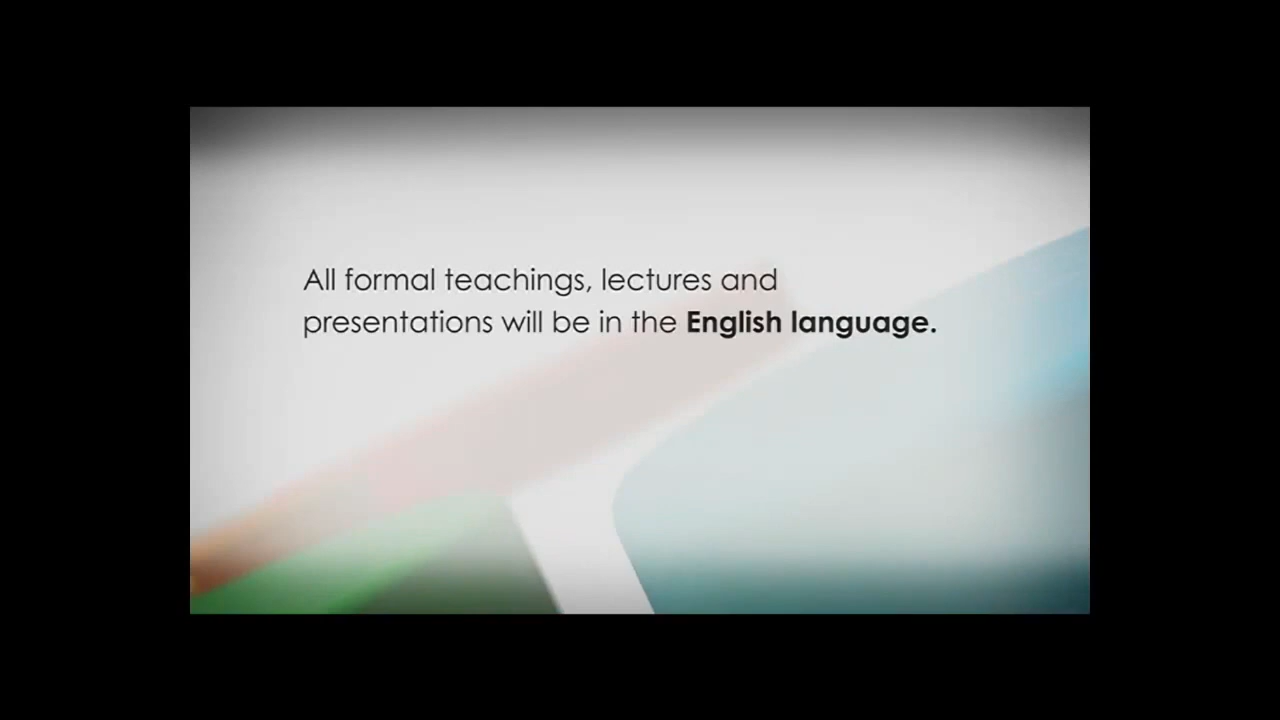 All formal teachings, lectures and
presentations will be in the English language.